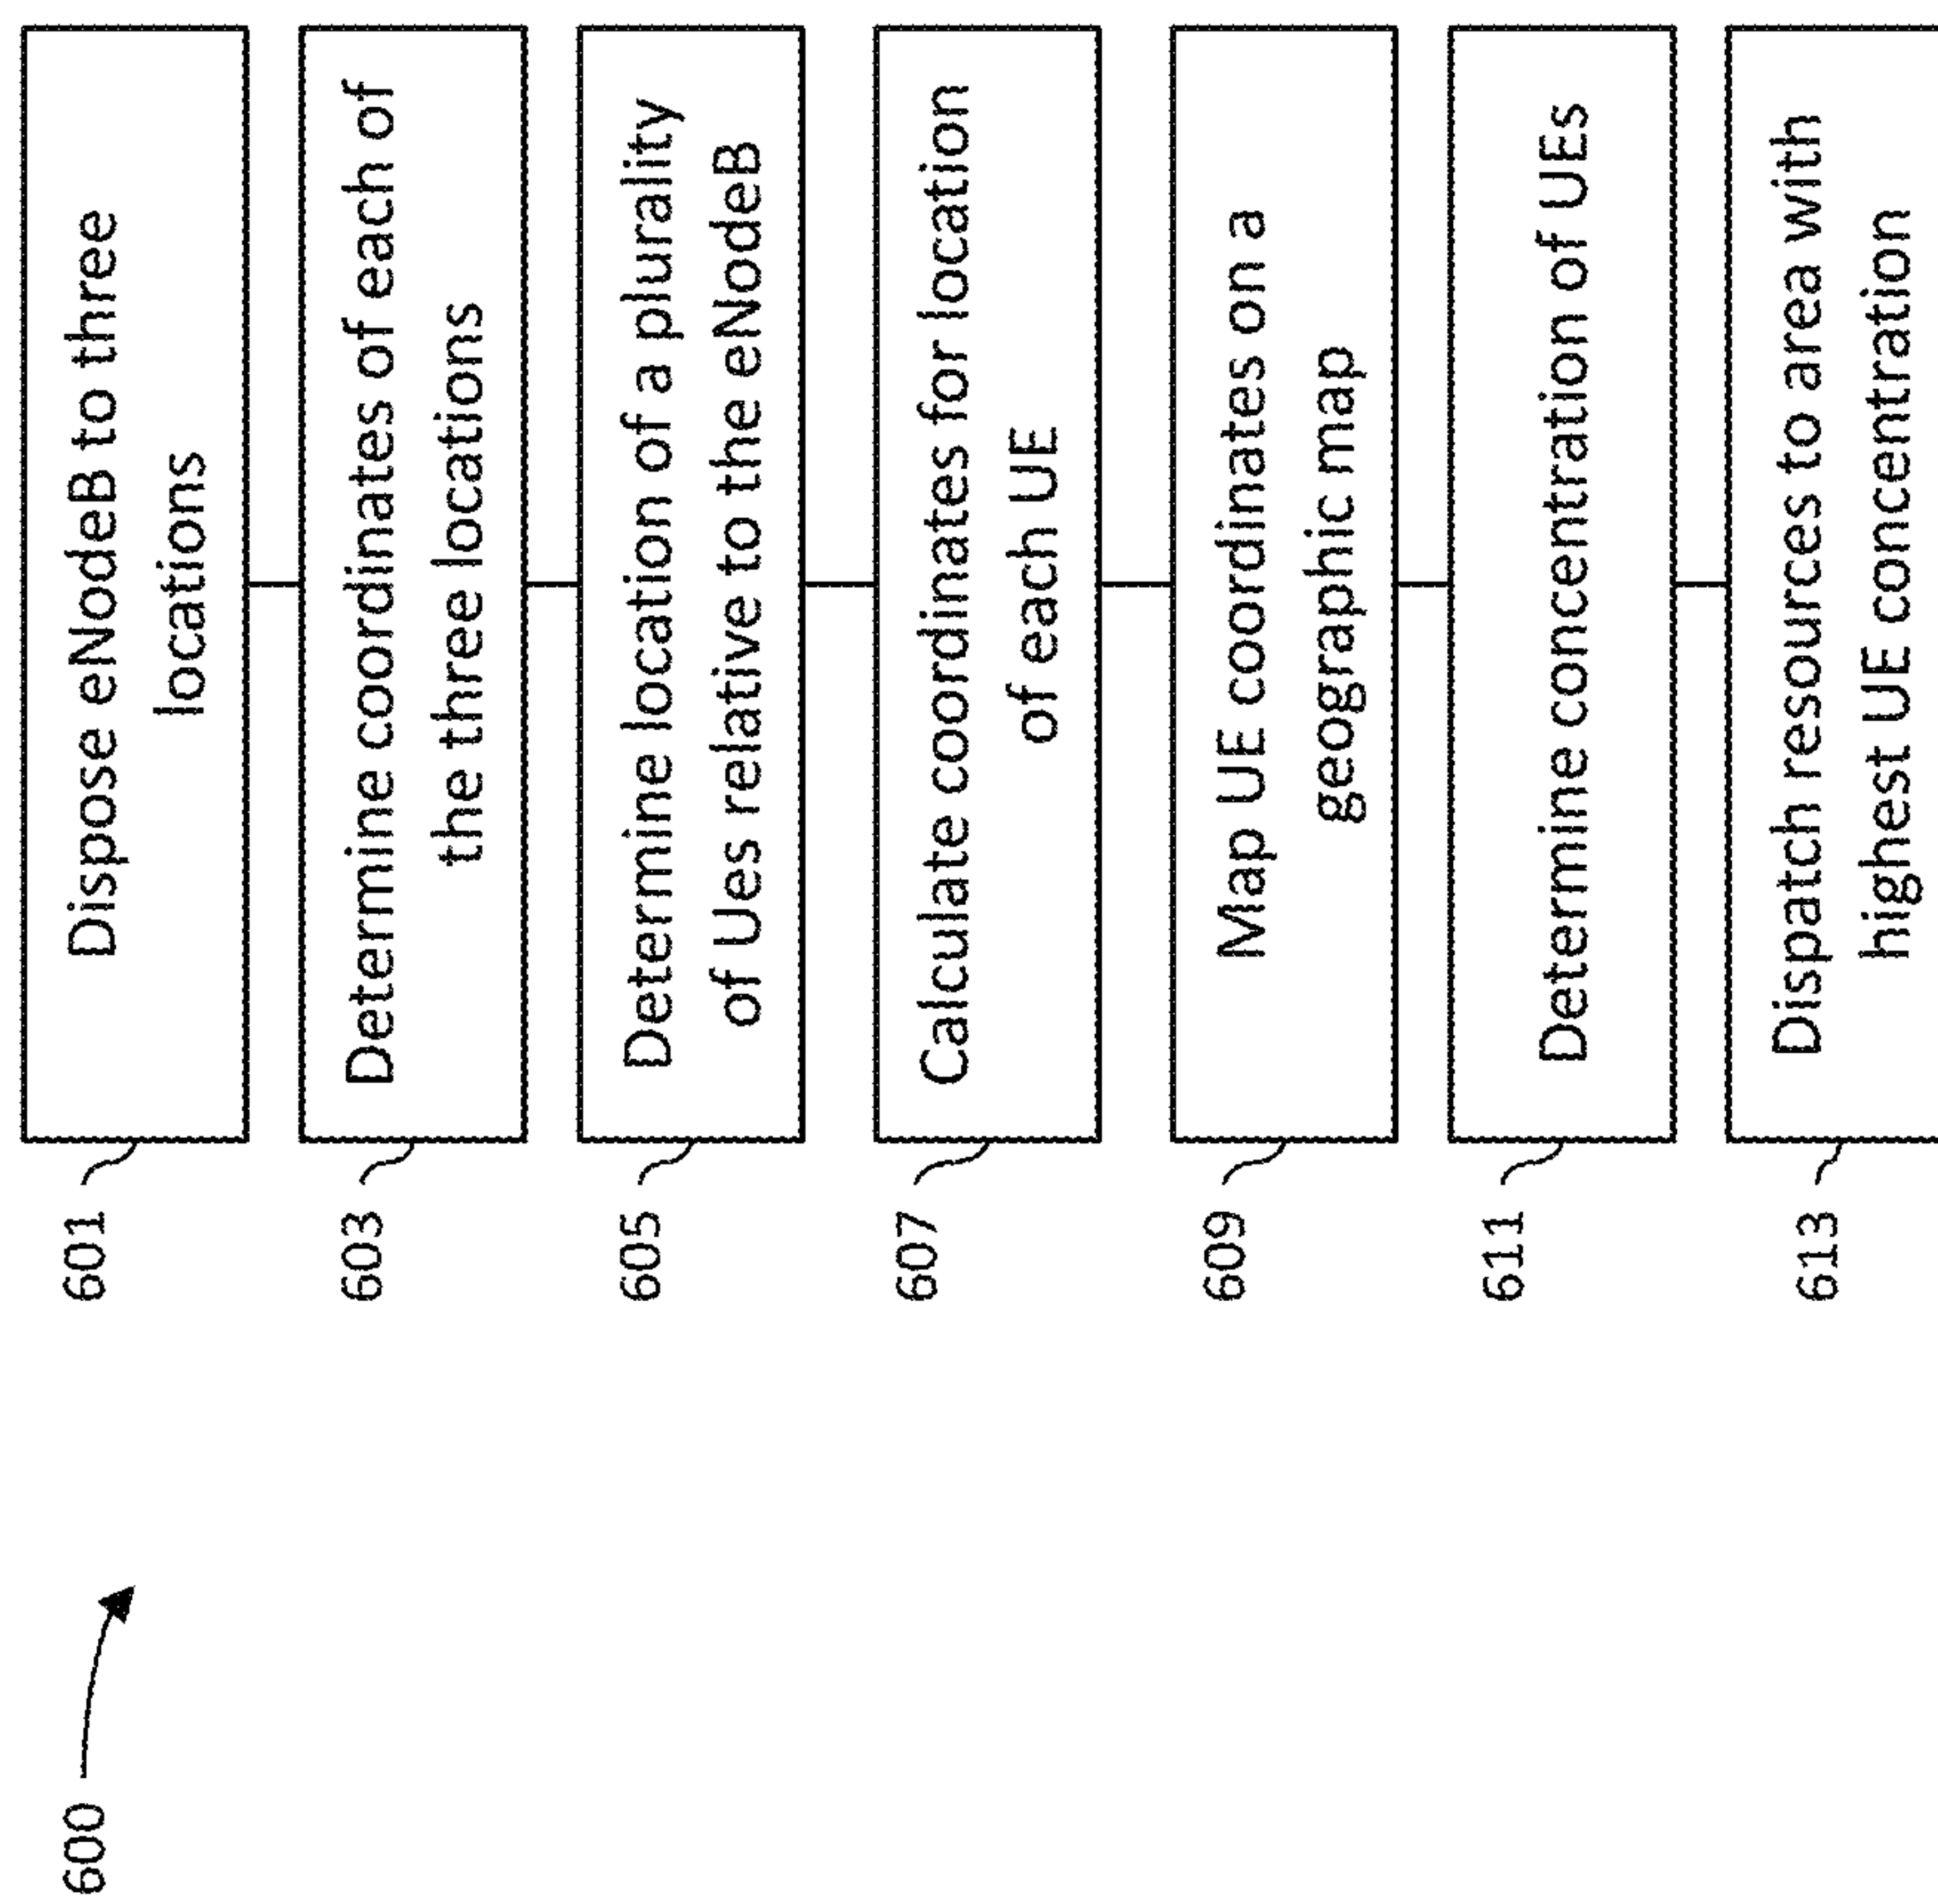 600
601
Dispose eNodeB to three
locations
603
Determine coordinates of each of
the three locations
605
Determine location of a plurality
of Ues relative to the eNodeB
607
Calculate coordinates for location
of each UE
609
Map UE coordinates on a
geographic map
611
Determine concentration of UEs
613
Dispatch resources to area with
highest UE concentration